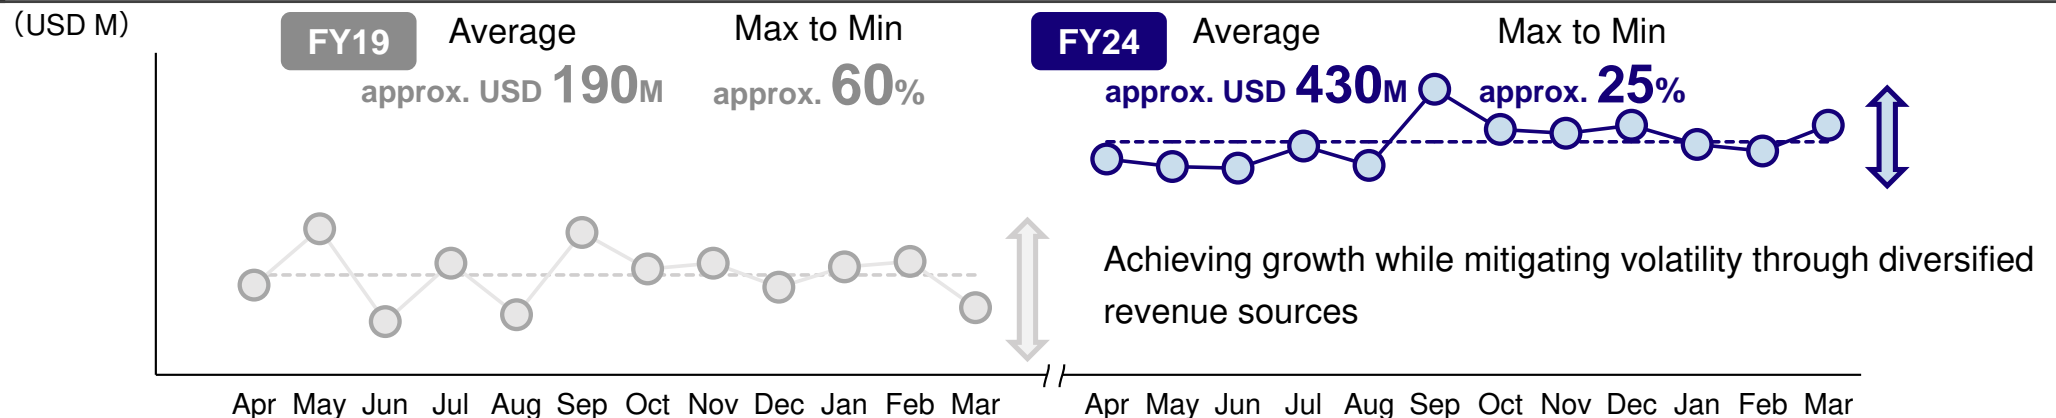 （USD M）
FY19 Average Max to Min
approx. USD 190M approx. 60%
FY24 Average Max to Min
approx. USD 430M approx. 25%
Achieving growth while mitigating volatility through diversified
revenue sources
Apr May Jun Jul Aug Sep Oct Nov Dec Jan Feb Mar
Apr May Jun Jul Aug Sep Oct Nov Dec Jan Feb Mar